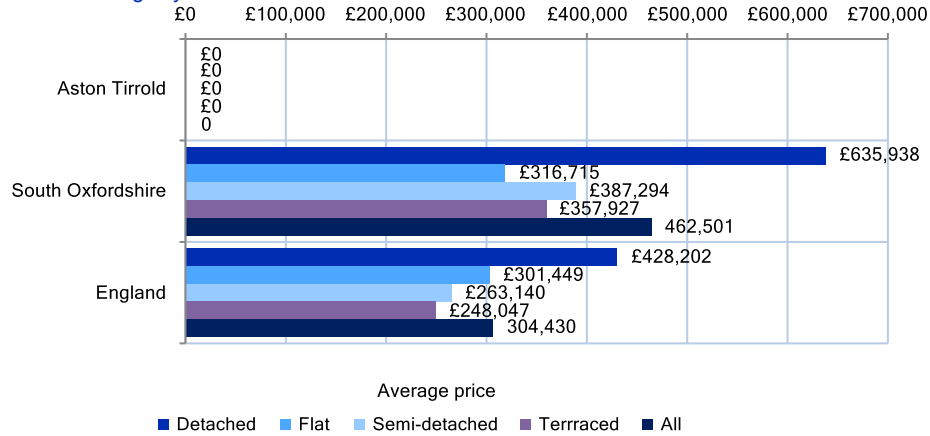 £0 £100,000 £200,000 £300,000 £400,000 £500,000 £600,000 £700,000
Aston Tirrold
£0
£0
£0
£0
0
South Oxfordshire
£635,938
£316,715
£387,294
£357,927
462,501
England
£428,202
£301,449
£263,140
£248,047
304,430
Average price
Detached Flat Semi-detached Terrraced All